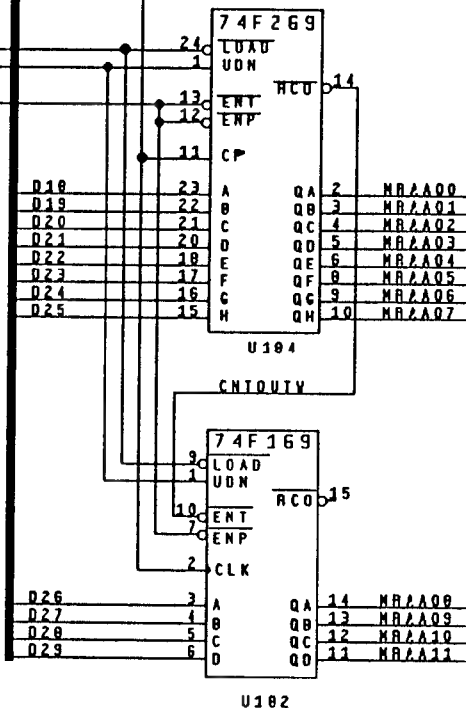 74F269
24 LOAD
1 UDN
RCO 14
13 ENT
12 ENP
11 CP
D18 23 A QA 2 MRAA00
D19 22 B QB 3 MRAA01
D20 21 C QC 4 MRAA02
D21 20 D QD 5 MRAA03
D22 18 E QE 6 MRAA04
D23 17 F QF 8 MRAA05
D24 16 G QG 9 MRAA06
D25 15 H QH 10 MRAA07
U104
CNTOUTW
74F169
9 LOAD
1 UDN
RCO 15
10 ENT
7 ENP
2 CLK
D26 3 A QA 14 MRAA08
D27 4 B QB 13 MRAA09
D28 5 C QC 12 MRAA10
D29 6 D QD 11 MRAA11
U102